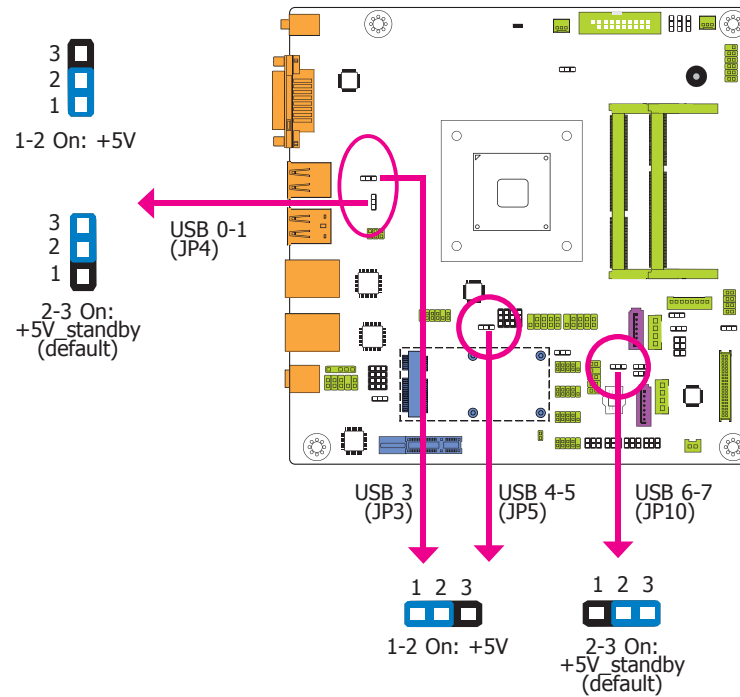 3
2
1
1-2 On: +5V
3
2
1
2-3 On:
+5V_standby
(default)
USB 0-1
(JP4)
USB 3
(JP3)
USB 4-5
(JP5)
USB 6-7
(JP10)
1 2 3
1-2 On: +5V
1 2 3
2-3 On:
+5V_standby
(default)